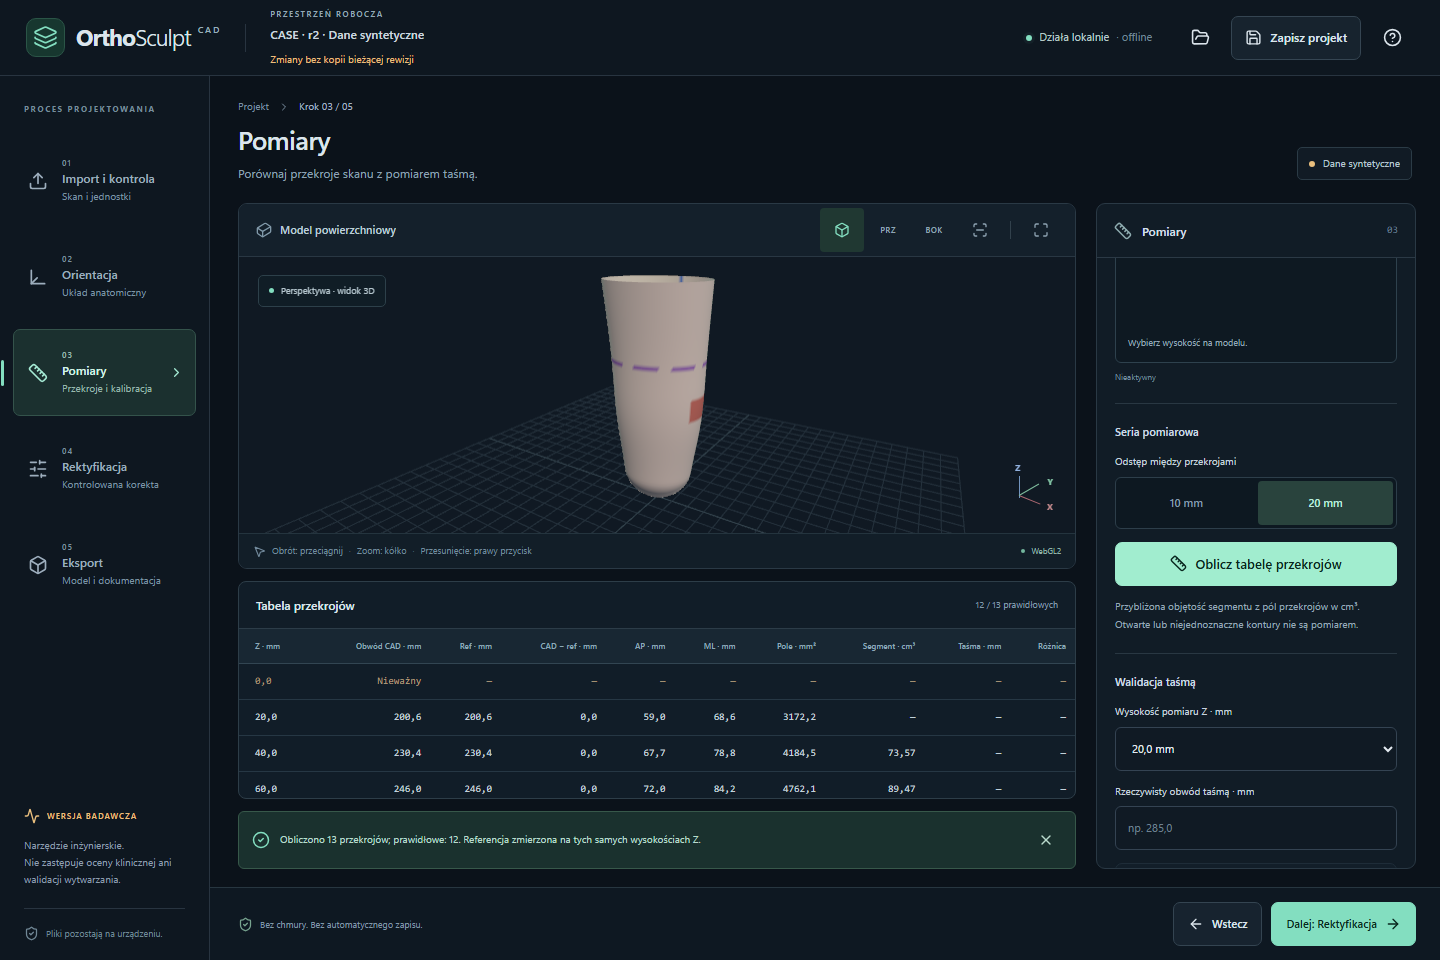 OrthoSculpt CAD
PRZESTRZEŃ ROBOCZA
CASE · r2 · Dane syntetyczne
Zmiany bez kopii bieżącej rewizji
Działa lokalnie · offline
Zapisz projekt
PROCES PROJEKTOWANIA
01
Import i kontrola
Skan i jednostki
02
Orientacja
Układ anatomiczny
03
Pomiary
Przekroje i kalibracja
04
Rektyfikacja
Kontrolowana korekta
05
Eksport
Model i dokumentacja
WERSJA BADAWCZA
Narzędzie inżynierskie.
Nie zastępuje oceny klinicznej ani
walidacji wytwarzania.
Pliki pozostają na urządzeniu.
Projekt > Krok 03 / 05
Pomiary
Porównaj przekroje skanu z pomiarem taśmą.
Dane syntetyczne
Model powierzchniowy
PRZ
BOK
Perspektywa · widok 3D
Z
Y
X
Obrót: przeciągnij · Zoom: kółko · Przesunięcie: prawy przycisk
WebGL2
Tabela przekrojów
12 / 13 prawidłowych
Z · mm Obwód CAD · mm Ref · mm CAD − ref · mm AP · mm ML · mm Pole · mm² Segment · cm³ Taśma · mm Różnica
0,0 Nieważny — — — — — — — —
20,0 200,6 200,6 0,0 59,0 68,6 3172,2 — — —
40,0 230,4 230,4 0,0 67,7 78,8 4184,5 73,57 — —
60,0 246,0 246,0 0,0 72,0 84,2 4762,1 89,47 — —
Obliczono 13 przekrojów; prawidłowe: 12. Referencja zmierzona na tych samych wysokościach Z.
Pomiary
03
Wybierz wysokość na modelu.
Nieaktywny
Seria pomiarowa
Odstęp między przekrojami
10 mm
20 mm
Oblicz tabelę przekrojów
Przybliżona objętość segmentu z pól przekrojów w cm³.
Otwarte lub niejednoznaczne kontury nie są pomiarem.
Walidacja taśmą
Wysokość pomiaru Z · mm
20,0 mm
Rzeczywisty obwód taśmą · mm
np. 285,0
Bez chmury. Bez automatycznego zapisu.
Wstecz
Dalej: Rektyfikacja